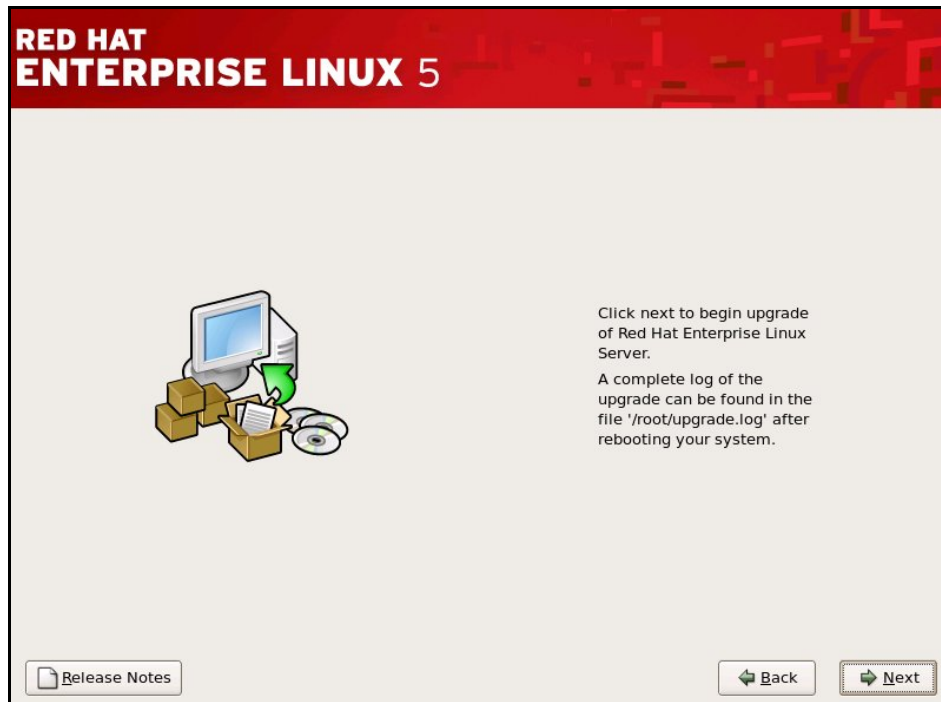 RED HAT
ENTERPRISE LINUX 5
Click next to begin upgrade
of Red Hat Enterprise Linux
Server.
A complete log of the
upgrade can be found in the
file '/root/upgrade.log' after
rebooting your system.
Release Notes
Back
Next